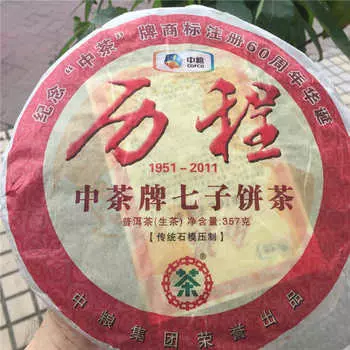 纪念“中茶”牌商标注册60周年华诞
中粮
COFCO
历程
1951-2011
中茶牌七子饼茶
普洱茶(生茶) 净含量:357克
【传统石模压制】
茶
中粮集团荣誉出品